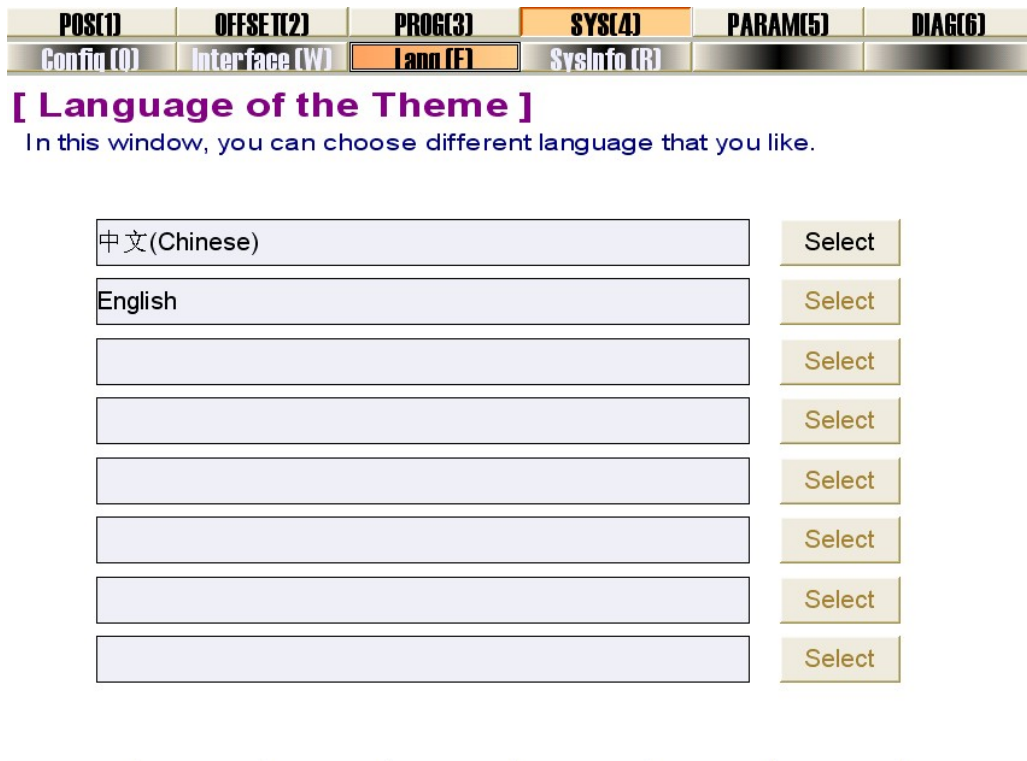 POS(1) OFFSET(2) PROG(3) SYS(4) PARAM(5) DIAG(6)
Config (Q) Interface (W) Lang (E) SysInfo (R)
[ Language of the Theme ]
In this window, you can choose different language that you like.
中文(Chinese) Select
English Select
Select
Select
Select
Select
Select
Select